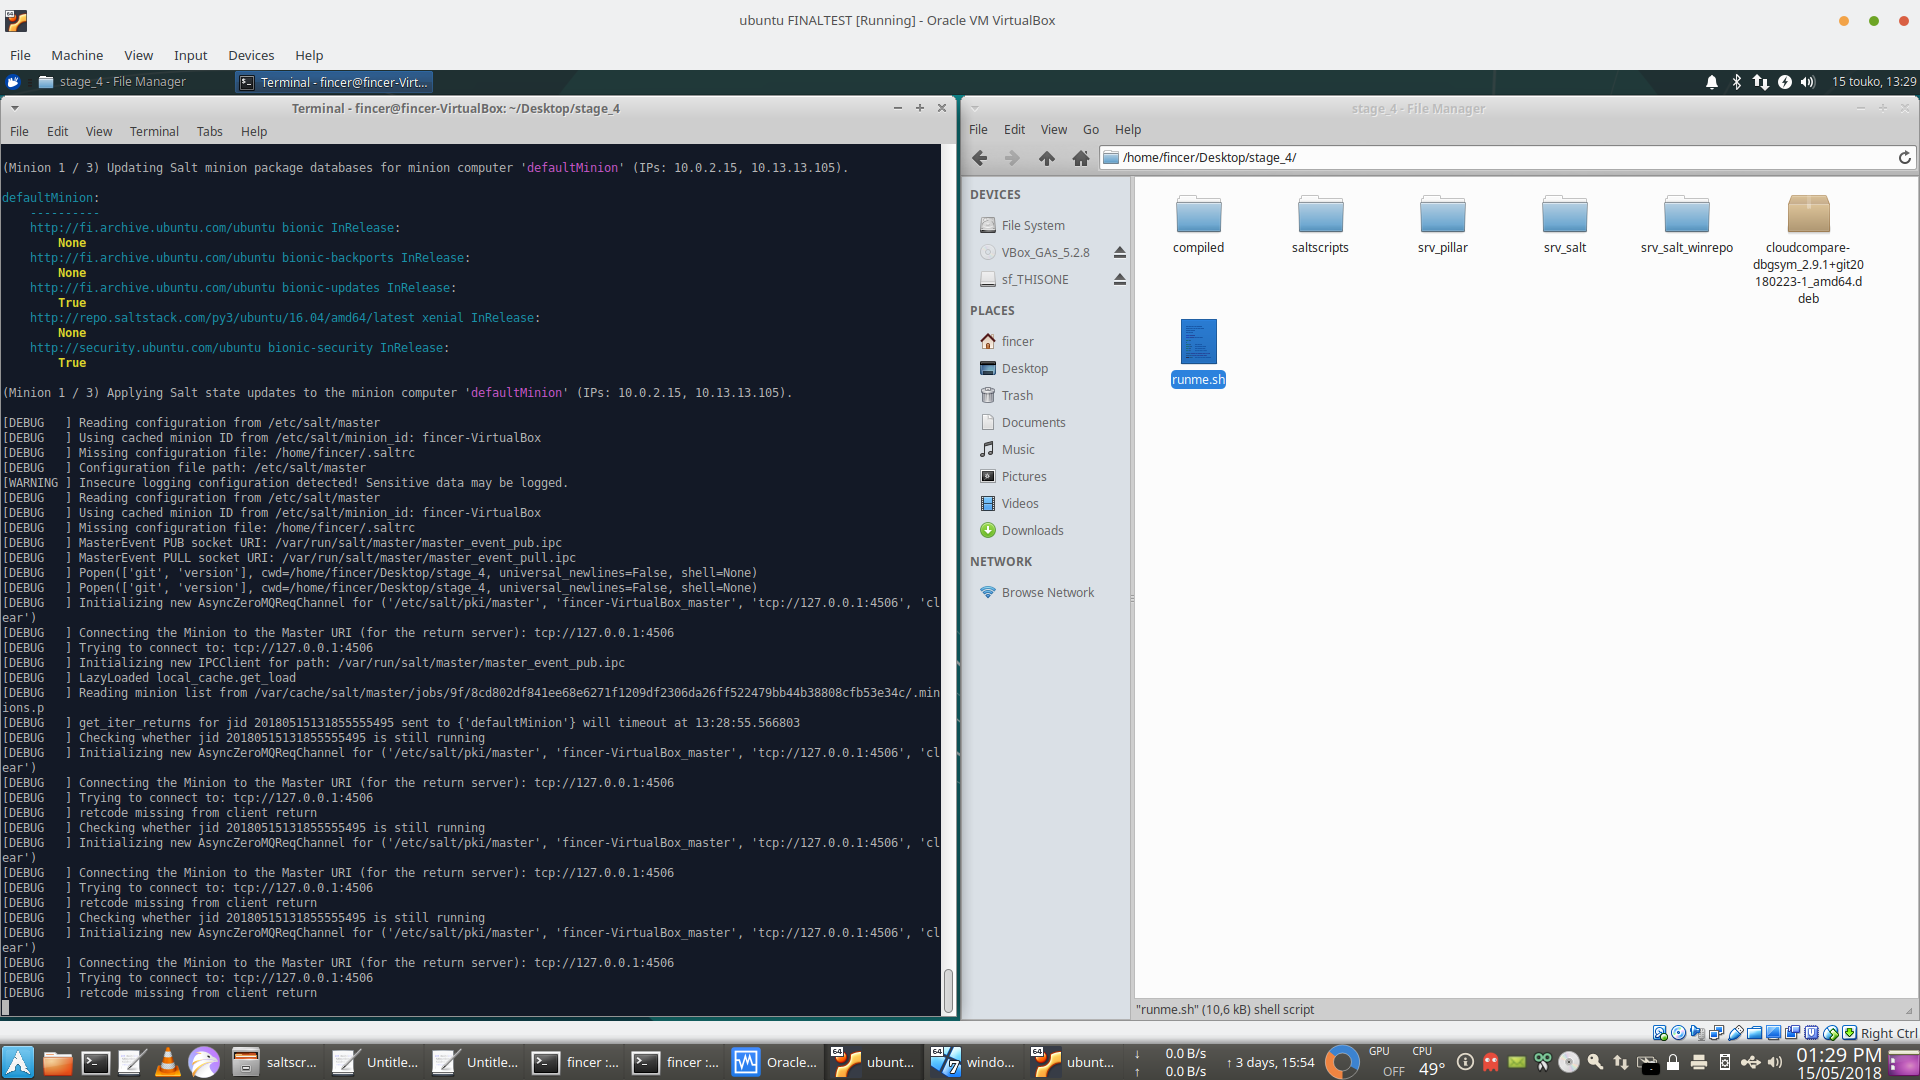 ubuntu FINALTEST [Running] - Oracle VM VirtualBox
File Machine View Input Devices Help
stage_4 - File Manager
Terminal - fincer@fincer-Virt...
15 touko, 13:29
Terminal - fincer@fincer-VirtualBox: ~/Desktop/stage_4
File Edit View Terminal Tabs Help
(Minion 1 / 3) Updating Salt minion package databases for minion computer 'defaultMinion' (IPs: 10.0.2.15, 10.13.13.105).
defaultMinion:
----------
http://fi.archive.ubuntu.com/ubuntu bionic InRelease:
None
http://fi.archive.ubuntu.com/ubuntu bionic-backports InRelease:
None
http://fi.archive.ubuntu.com/ubuntu bionic-updates InRelease:
True
http://repo.saltstack.com/py3/ubuntu/16.04/amd64/latest xenial InRelease:
None
http://security.ubuntu.com/ubuntu bionic-security InRelease:
True
(Minion 1 / 3) Applying Salt state updates to the minion computer 'defaultMinion' (IPs: 10.0.2.15, 10.13.13.105).
[DEBUG   ] Reading configuration from /etc/salt/master
[DEBUG   ] Using cached minion ID from /etc/salt/minion_id: fincer-VirtualBox
[DEBUG   ] Missing configuration file: /home/fincer/.saltrc
[DEBUG   ] Configuration file path: /etc/salt/master
[WARNING ] Insecure logging configuration detected! Sensitive data may be logged.
[DEBUG   ] Reading configuration from /etc/salt/master
[DEBUG   ] Using cached minion ID from /etc/salt/minion_id: fincer-VirtualBox
[DEBUG   ] Missing configuration file: /home/fincer/.saltrc
[DEBUG   ] MasterEvent PUB socket URI: /var/run/salt/master/master_event_pub.ipc
[DEBUG   ] MasterEvent PULL socket URI: /var/run/salt/master/master_event_pull.ipc
[DEBUG   ] Popen(['git', 'version'], cwd=/home/fincer/Desktop/stage_4, universal_newlines=False, shell=None)
[DEBUG   ] Popen(['git', 'version'], cwd=/home/fincer/Desktop/stage_4, universal_newlines=False, shell=None)
[DEBUG   ] Initializing new AsyncZeroMQReqChannel for ('/etc/salt/pki/master', 'fincer-VirtualBox_master', 'tcp://127.0.0.1:4506', 'cl
ear')
[DEBUG   ] Connecting the Minion to the Master URI (for the return server): tcp://127.0.0.1:4506
[DEBUG   ] Trying to connect to: tcp://127.0.0.1:4506
[DEBUG   ] Initializing new IPCClient for path: /var/run/salt/master/master_event_pub.ipc
[DEBUG   ] LazyLoaded local_cache.get_load
[DEBUG   ] Reading minion list from /var/cache/salt/master/jobs/9f/8cd802df841ee68e6271f1209df2306da26ff522479bb44b38808cfb53e34c/.min
ions.p
[DEBUG   ] get_iter_returns for jid 20180515131855555495 sent to {'defaultMinion'} will timeout at 13:28:55.566803
[DEBUG   ] Checking whether jid 20180515131855555495 is still running
[DEBUG   ] Initializing new AsyncZeroMQReqChannel for ('/etc/salt/pki/master', 'fincer-VirtualBox_master', 'tcp://127.0.0.1:4506', 'cl
ear')
[DEBUG   ] Connecting the Minion to the Master URI (for the return server): tcp://127.0.0.1:4506
[DEBUG   ] Trying to connect to: tcp://127.0.0.1:4506
[DEBUG   ] retcode missing from client return
[DEBUG   ] Checking whether jid 20180515131855555495 is still running
[DEBUG   ] Initializing new AsyncZeroMQReqChannel for ('/etc/salt/pki/master', 'fincer-VirtualBox_master', 'tcp://127.0.0.1:4506', 'cl
ear')
[DEBUG   ] Connecting the Minion to the Master URI (for the return server): tcp://127.0.0.1:4506
[DEBUG   ] Trying to connect to: tcp://127.0.0.1:4506
[DEBUG   ] retcode missing from client return
[DEBUG   ] Checking whether jid 20180515131855555495 is still running
[DEBUG   ] Initializing new AsyncZeroMQReqChannel for ('/etc/salt/pki/master', 'fincer-VirtualBox_master', 'tcp://127.0.0.1:4506', 'cl
ear')
[DEBUG   ] Connecting the Minion to the Master URI (for the return server): tcp://127.0.0.1:4506
[DEBUG   ] Trying to connect to: tcp://127.0.0.1:4506
[DEBUG   ] retcode missing from client return
stage_4 - File Manager
File Edit View Go Help
/home/fincer/Desktop/stage_4/
DEVICES
File System
VBox_GAs_5.2.8
sf_THISONE
PLACES
fincer
Desktop
Trash
Documents
Music
Pictures
Videos
Downloads
NETWORK
Browse Network
compiled
saltscripts
srv_pillar
srv_salt
srv_salt_winrepo
cloudcompare-
dbgsym_2.9.1+git20
180223-1_amd64.d
deb
runme.sh
"runme.sh" (10,6 kB) shell script
Right Ctrl
saltscr...
Untitle...
Untitle...
fincer :...
fincer :...
Oracle...
64 ubunt...
64 windo...
64 ubunt...
↓ 0.0 B/s
↑ 0.0 B/s
↑ 3 days, 15:54
GPU OFF
CPU 49°
01:29 PM
15/05/2018